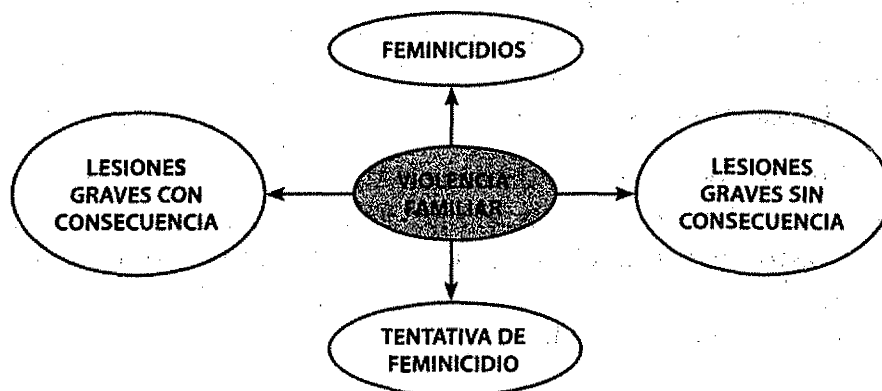 FEMINICIDIOS
LESIONES
GRAVES CON
CONSECUENCIA
VIOLENCIA
FAMILIAR
LESIONES
GRAVES SIN
CONSECUENCIA
TENTATIVA DE
FEMINICIDIO